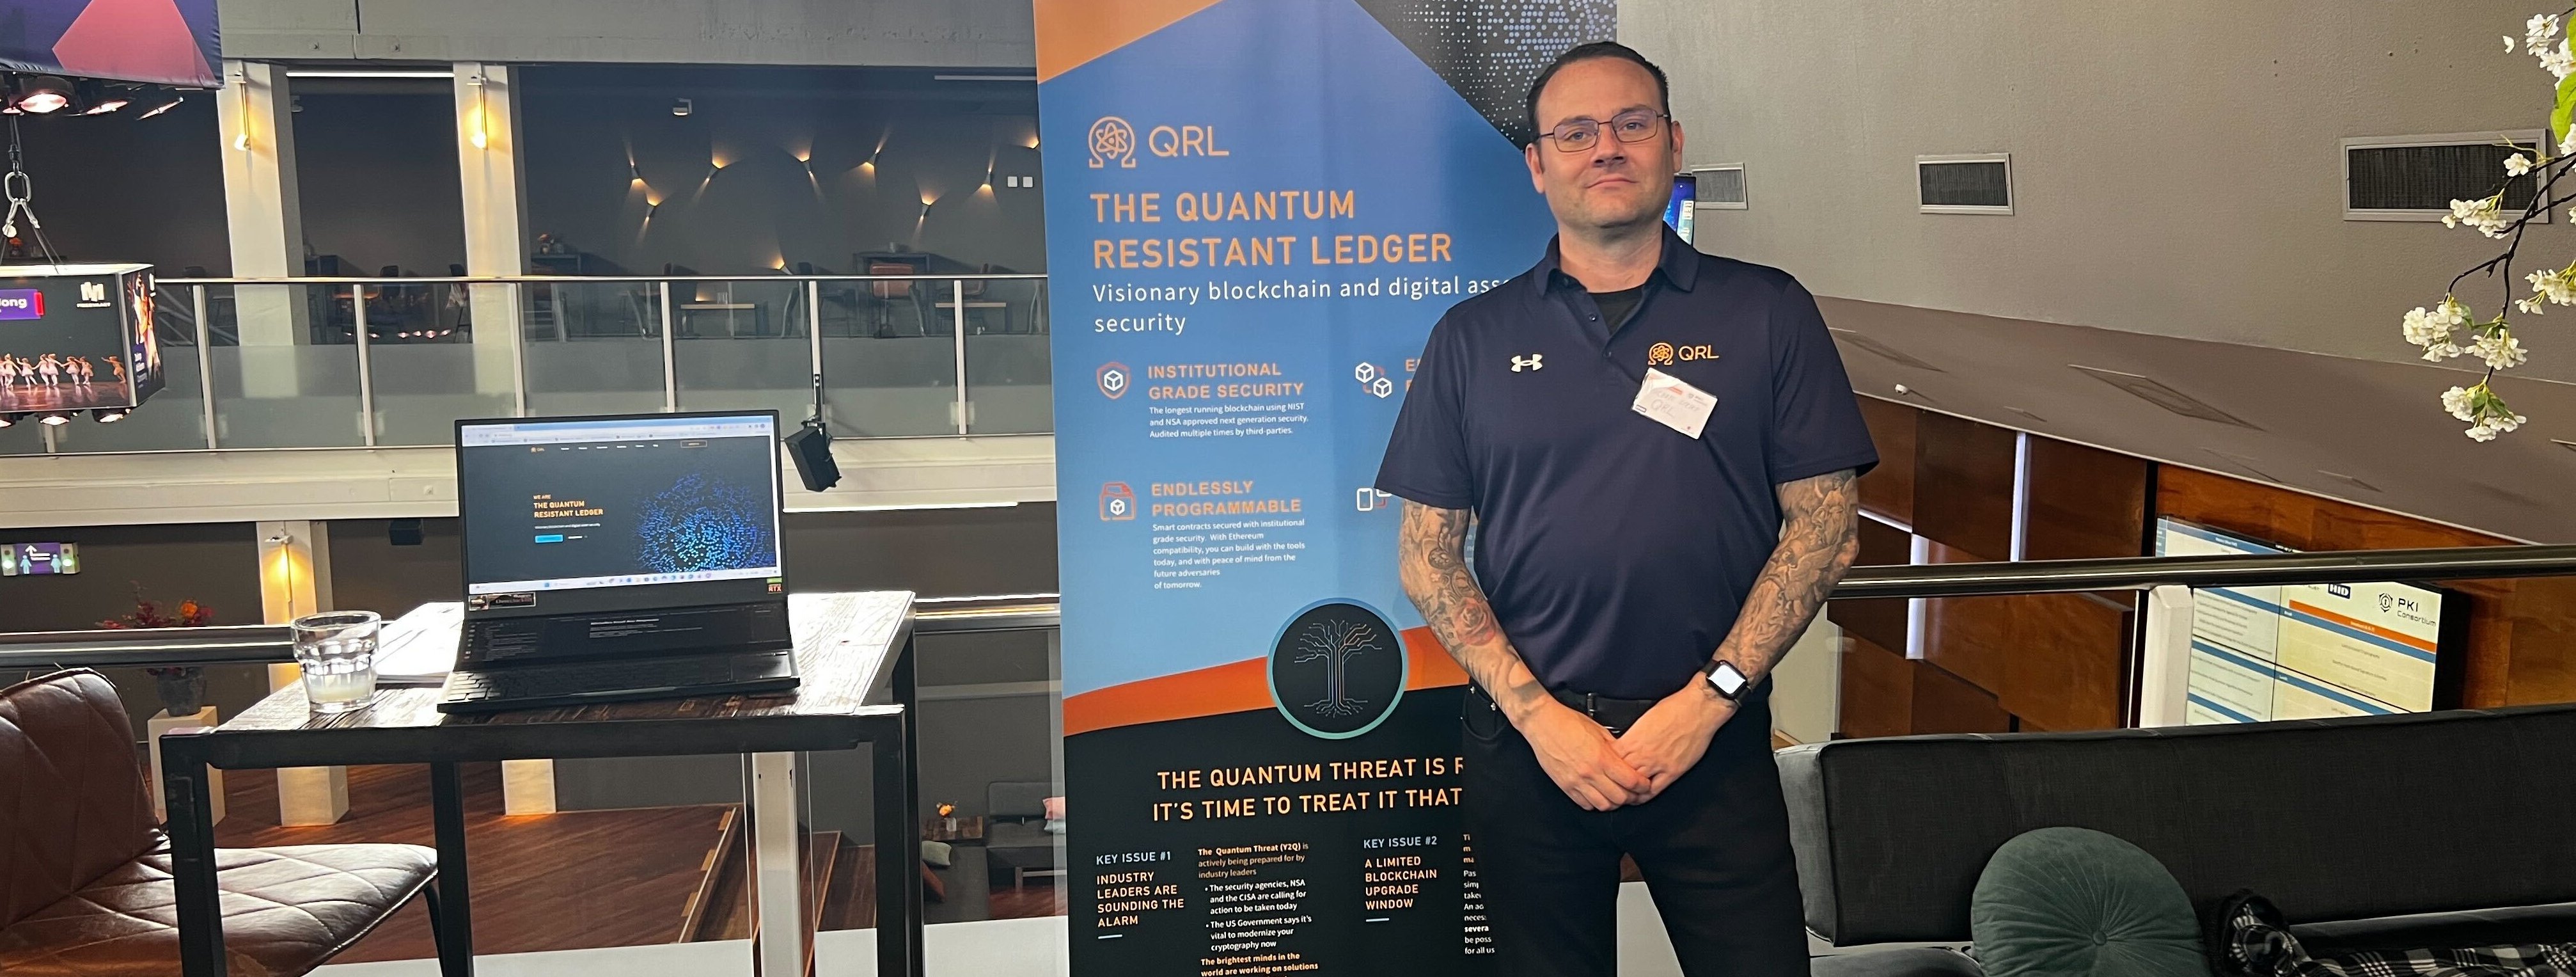 QRL
THE QUANTUM
RESISTANT LEDGER
Visionary blockchain and digital
security
INSTITUTIONAL
GRADE SECURITY
The longest running blockchain using NIST
and NSA approved next generation security.
Audited multiple times by third-parties.
ENDLESSLY
PROGRAMMABLE
Smart contracts secured with institutional
grade security. With Ethereum
compatibility, you can build with the tools
today, and with peace of mind from the
future adversaries
of tomorrow.
THE QUANTUM THREAT IS
IT'S TIME TO TREAT IT THAT
KEY ISSUE #1
INDUSTRY
LEADERS ARE
SOUNDING THE
ALARM
The Quantum Threat (Y2Q) is
actively being prepared for by
industry leaders
• The security agencies, NSA
and the CISA are calling for
action to be taken today
• The US Government says it's
vital to modernize your
cryptography now
The brightest minds in the
world are working on solutions
KEY ISSUE #2
A LIMITED
BLOCKCHAIN
UPGRADE
WINDOW
be poss
for all us
QRL
QRL
WE ARE
THE QUANTUM
RESISTANT LEDGER
HID
PKI
Consortium